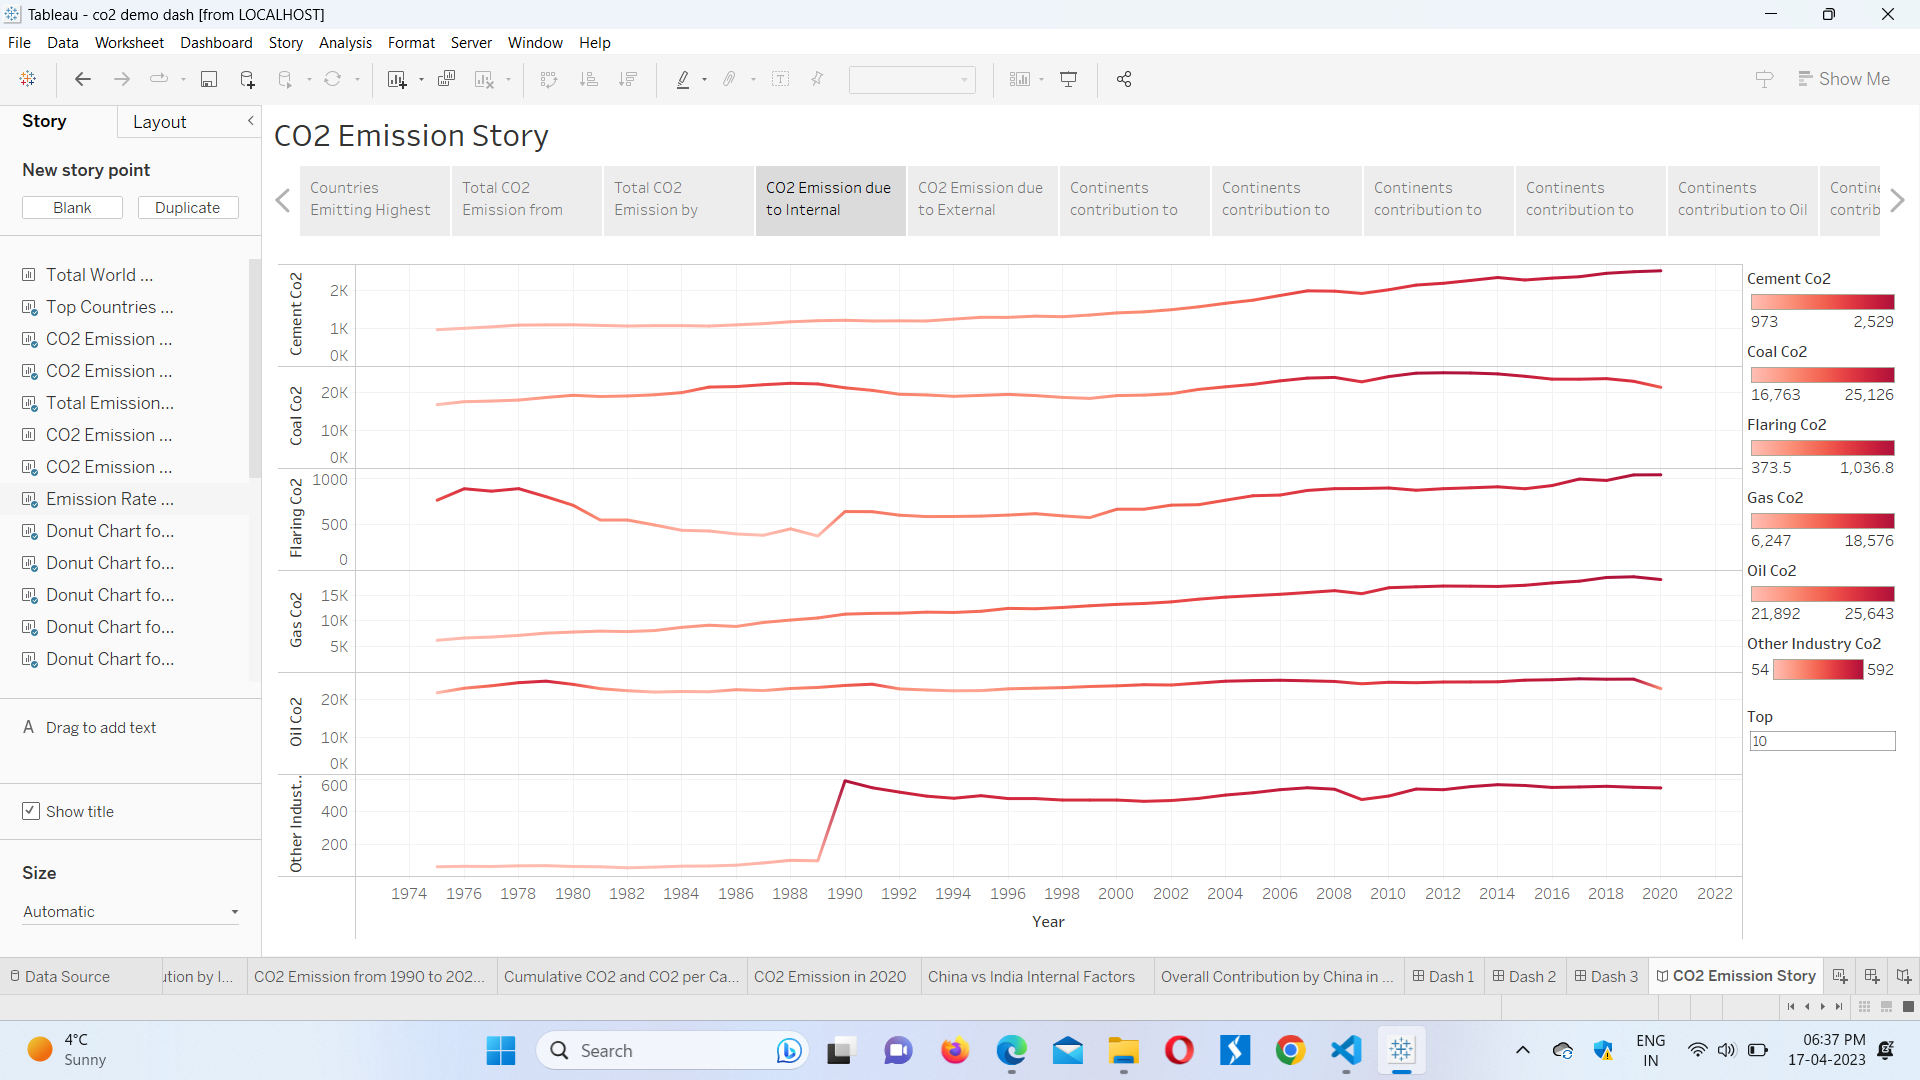 Tableau - co2 demo dash [from LOCALHOST]
File Data Worksheet Dashboard Story Analysis Format Server Window Help
Show Me
Story Layout
New story point
Blank Duplicate
Total World ...
Top Countries ...
CO2 Emission ...
CO2 Emission ...
Total Emission...
CO2 Emission ...
CO2 Emission ...
Emission Rate ...
Donut Chart fo...
Donut Chart fo...
Donut Chart fo...
Donut Chart fo...
Donut Chart fo...
A Drag to add text
Show title
Size
Automatic
CO2 Emission Story
Countries
Emitting Highest
Total CO2
Emission from
Total CO2
Emission by
CO2 Emission due
to Internal
CO2 Emission due
to External
Continents
contribution to
Continents
contribution to
Continents
contribution to
Continents
contribution to
Continents
contribution to Oil
Contine
contrib
Cement Co2
2K
1K
0K
Coal Co2
20K
10K
0K
Flaring Co2
1000
500
0
Gas Co2
15K
10K
5K
Oil Co2
20K
10K
0K
Other Indust..
600
400
200
1974 1976 1978 1980 1982 1984 1986 1988 1990 1992 1994 1996 1998 2000 2002 2004 2006 2008 2010 2012 2014 2016 2018 2020 2022
Year
Cement Co2
973 2,529
Coal Co2
16,763 25,126
Flaring Co2
373.5 1,036.8
Gas Co2
6,247 18,576
Oil Co2
21,892 25,643
Other Industry Co2
54 592
Top
10
Data Source ution by I... CO2 Emission from 1990 to 202... Cumulative CO2 and CO2 per Ca... CO2 Emission in 2020 China vs India Internal Factors Overall Contribution by China in ... Dash 1 Dash 2 Dash 3 CO2 Emission Story
4°C
Sunny
Search
ENG
IN
06:37 PM
17-04-2023